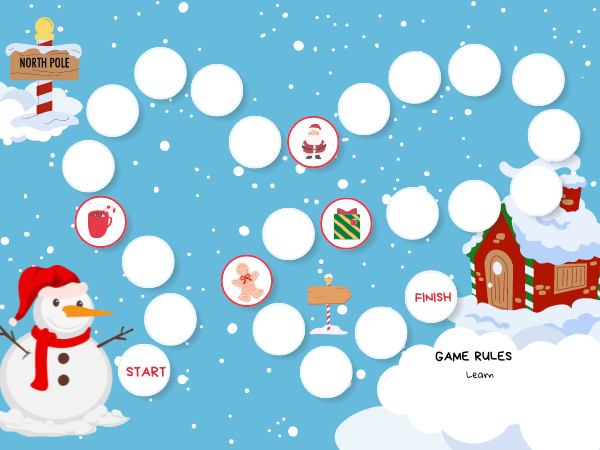 NORTH POLE
START
FINISH
GAME RULES
Learn